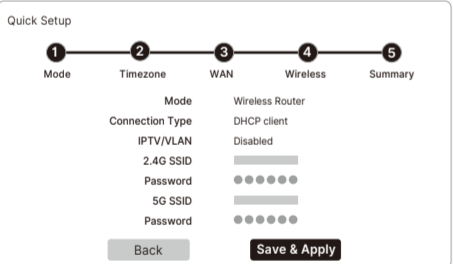 Quick Setup
1 2 3 4 5
Mode Timezone WAN Wireless Summary
Mode Wireless Router
Connection Type DHCP client
IPTV/VLAN Disabled
2.4G SSID
Password ●●●●●●
5G SSID
Password ●●●●●●
Back Save & Apply